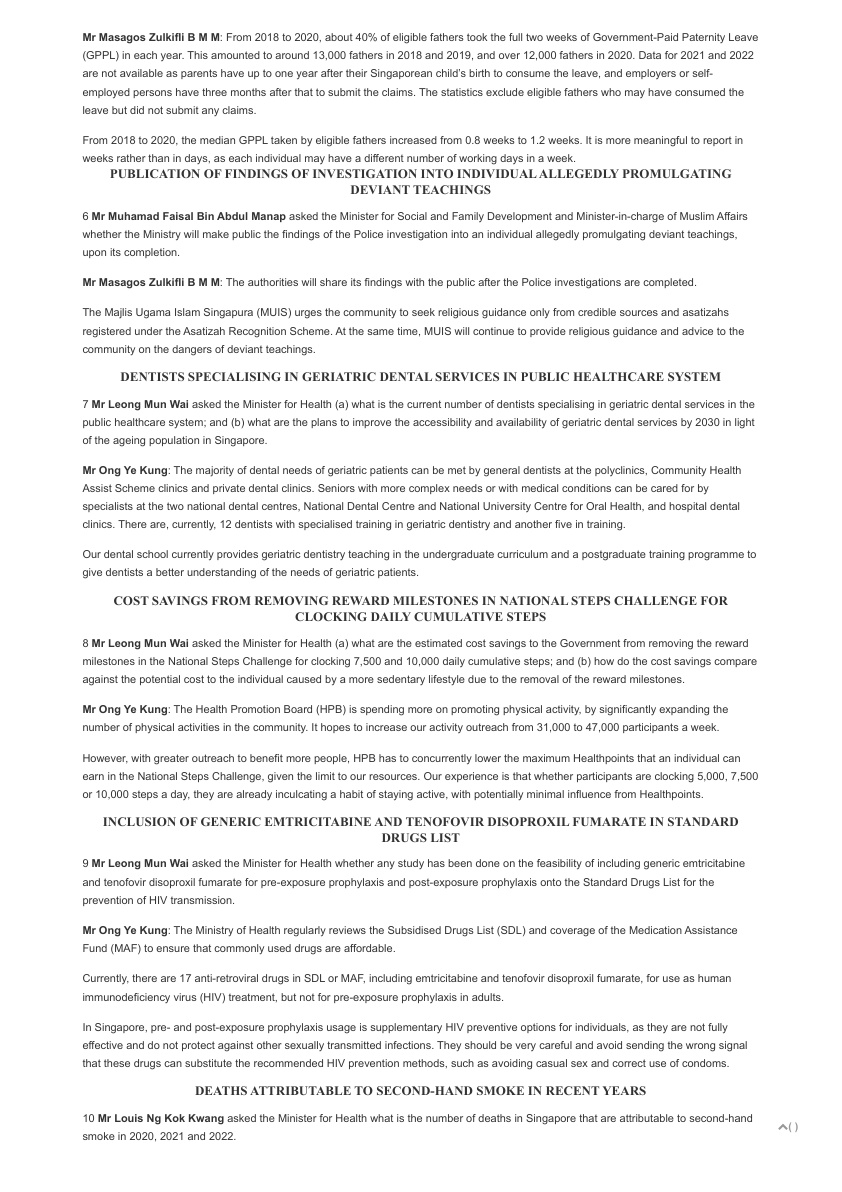 Mr Masagos Zulkifli B M M: From 2018 to 2020, about 40% of eligible fathers took the full two weeks of Government-Paid Paternity Leave
(GPPL) in each year. This amounted to around 13,000 fathers in 2018 and 2019, and over 12,000 fathers in 2020. Data for 2021 and 2022
are not available as parents have up to one year after their Singaporean child's birth to consume the leave, and employers or self-
employed persons have three months after that to submit the claims. The statistics exclude eligible fathers who may have consumed the
leave but did not submit any claims.
From 2018 to 2020, the median GPPL taken by eligible fathers increased from 0.8 weeks to 1.2 weeks. It is more meaningful to report in
weeks rather than in days, as each individual may have a different number of working days in a week.
PUBLICATION OF FINDINGS OF INVESTIGATION INTO INDIVIDUAL ALLEGEDLY PROMULGATING
DEVIANT TEACHINGS
6 Mr Muhamad Faisal Bin Abdul Manap asked the Minister for Social and Family Development and Minister-in-charge of Muslim Affairs
whether the Ministry will make public the findings of the Police investigation into an individual allegedly promulgating deviant teachings,
upon its completion.
Mr Masagos Zulkifli B M M: The authorities will share its findings with the public after the Police investigations are completed.
The Majlis Ugama Islam Singapura (MUIS) urges the community to seek religious guidance only from credible sources and asatizahs
registered under the Asatizah Recognition Scheme. At the same time, MUIS will continue to provide religious guidance and advice to the
community on the dangers of deviant teachings.
DENTISTS SPECIALISING IN GERIATRIC DENTAL SERVICES IN PUBLIC HEALTHCARE SYSTEM
7 Mr Leong Mun Wai asked the Minister for Health (a) what is the current number of dentists specialising in geriatric dental services in the
public healthcare system; and (b) what are the plans to improve the accessibility and availability of geriatric dental services by 2030 in light
of the ageing population in Singapore.
Mr Ong Ye Kung: The majority of dental needs of geriatric patients can be met by general dentists at the polyclinics, Community Health
Assist Scheme clinics and private dental clinics. Seniors with more complex needs or with medical conditions can be cared for by
specialists at the two national dental centres, National Dental Centre and National University Centre for Oral Health, and hospital dental
clinics. There are, currently, 12 dentists with specialised training in geriatric dentistry and another five in training.
Our dental school currently provides geriatric dentistry teaching in the undergraduate curriculum and a postgraduate training programme to
give dentists a better understanding of the needs of geriatric patients.
COST SAVINGS FROM REMOVING REWARD MILESTONES IN NATIONAL STEPS CHALLENGE FOR
CLOCKING DAILY CUMULATIVE STEPS
8 Mr Leong Mun Wai asked the Minister for Health (a) what are the estimated cost savings to the Government from removing the reward
milestones in the National Steps Challenge for clocking 7,500 and 10,000 daily cumulative steps; and (b) how do the cost savings compare
against the potential cost to the individual caused by a more sedentary lifestyle due to the removal of the reward milestones.
Mr Ong Ye Kung: The Health Promotion Board (HPB) is spending more on promoting physical activity, by significantly expanding the
number of physical activities in the community. It hopes to increase our activity outreach from 31,000 to 47,000 participants a week.
However, with greater outreach to benefit more people, HPB has to concurrently lower the maximum Healthpoints that an individual can
earn in the National Steps Challenge, given the limit to our resources. Our experience is that whether participants are clocking 5,000, 7,500
or 10,000 steps a day, they are already inculcating a habit of staying active, with potentially minimal influence from Healthpoints.
INCLUSION OF GENERIC EMTRICITABINE AND TENOFOVIR DISOPROXIL FUMARATE IN STANDARD
DRUGS LIST
9 Mr Leong Mun Wai asked the Minister for Health whether any study has been done on the feasibility of including generic emtricitabine
and tenofovir disoproxil fumarate for pre-exposure prophylaxis and post-exposure prophylaxis onto the Standard Drugs List for the
prevention of HIV transmission.
Mr Ong Ye Kung: The Ministry of Health regularly reviews the Subsidised Drugs List (SDL) and coverage of the Medication Assistance
Fund (MAF) to ensure that commonly used drugs are affordable.
Currently, there are 17 anti-retroviral drugs in SDL or MAF, including emtricitabine and tenofovir disoproxil fumarate, for use as human
immunodeficiency virus (HIV) treatment, but not for pre-exposure prophylaxis in adults.
In Singapore, pre- and post-exposure prophylaxis usage is supplementary HIV preventive options for individuals, as they are not fully
effective and do not protect against other sexually transmitted infections. They should be very careful and avoid sending the wrong signal
that these drugs can substitute the recommended HIV prevention methods, such as avoiding casual sex and correct use of condoms.
DEATHS ATTRIBUTABLE TO SECOND-HAND SMOKE IN RECENT YEARS
10 Mr Louis Ng Kok Kwang asked the Minister for Health what is the number of deaths in Singapore that are attributable to second-hand
smoke in 2020, 2021 and 2022.
( )